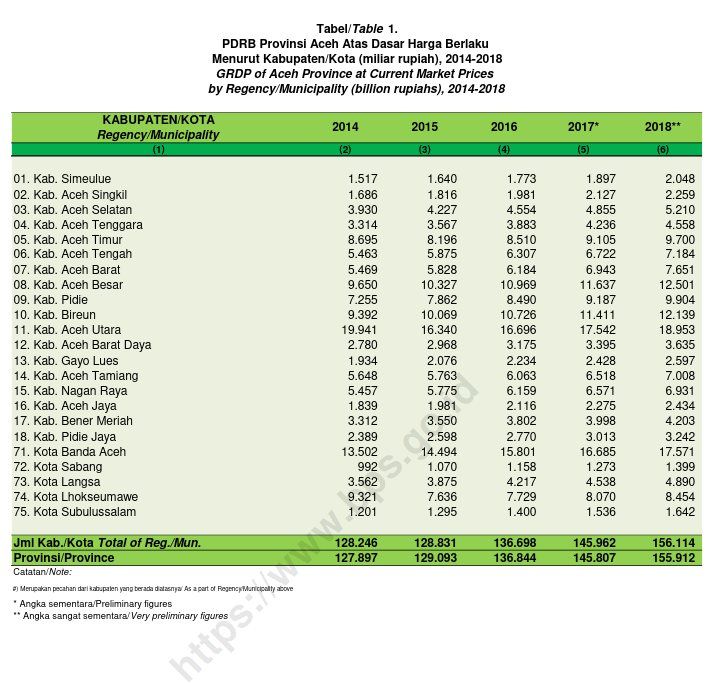 Tabel/Table 1.
PDRB Provinsi Aceh Atas Dasar Harga Berlaku
Menurut Kabupaten/Kota (miliar rupiah), 2014-2018
GRDP of Aceh Province at Current Market Prices
by Regency/Municipality (billion rupiahs), 2014-2018
KABUPATEN/KOTA
Regency/Municipality 2014 2015 2016 2017* 2018**
(1) (2) (3) (4) (5) (6)
01. Kab. Simeulue 1.517 1.640 1.773 1.897 2.048
02. Kab. Aceh Singkil 1.686 1.816 1.981 2.127 2.259
03. Kab. Aceh Selatan 3.930 4.227 4.554 4.855 5.210
04. Kab. Aceh Tenggara 3.314 3.567 3.883 4.236 4.558
05. Kab. Aceh Timur 8.695 8.196 8.510 9.105 9.700
06. Kab. Aceh Tengah 5.463 5.875 6.307 6.722 7.184
07. Kab. Aceh Barat 5.469 5.828 6.184 6.943 7.651
08. Kab. Aceh Besar 9.650 10.327 10.969 11.637 12.501
09. Kab. Pidie 7.255 7.862 8.490 9.187 9.904
10. Kab. Bireun 9.392 10.069 10.726 11.411 12.139
11. Kab. Aceh Utara 19.941 16.340 16.696 17.542 18.953
12. Kab. Aceh Barat Daya 2.780 2.968 3.175 3.395 3.635
13. Kab. Gayo Lues 1.934 2.076 2.234 2.428 2.597
14. Kab. Aceh Tamiang 5.648 5.763 6.063 6.518 7.008
15. Kab. Nagan Raya 5.457 5.775 6.159 6.571 6.931
16. Kab. Aceh Jaya 1.839 1.981 2.116 2.275 2.434
17. Kab. Bener Meriah 3.312 3.550 3.802 3.998 4.203
18. Kab. Pidie Jaya 2.389 2.598 2.770 3.013 3.242
71. Kota Banda Aceh 13.502 14.494 15.801 16.685 17.571
72. Kota Sabang 992 1.070 1.158 1.273 1.399
73. Kota Langsa 3.562 3.875 4.217 4.538 4.890
74. Kota Lhokseumawe 9.321 7.636 7.729 8.070 8.454
75. Kota Subulussalam 1.201 1.295 1.400 1.536 1.642
Jml Kab./Kota Total of Reg./Mun. 128.246 128.831 136.698 145.962 156.114
Provinsi/Province 127.897 129.093 136.844 145.807 155.912
Catatan/Note:
#) Merupakan pecahan dari kabupaten yang berada diatasnya/ As a part of Regency/Municipality above
* Angka sementara/Preliminary figures
** Angka sangat sementara/Very preliminary figures
https://www.bps.go.id